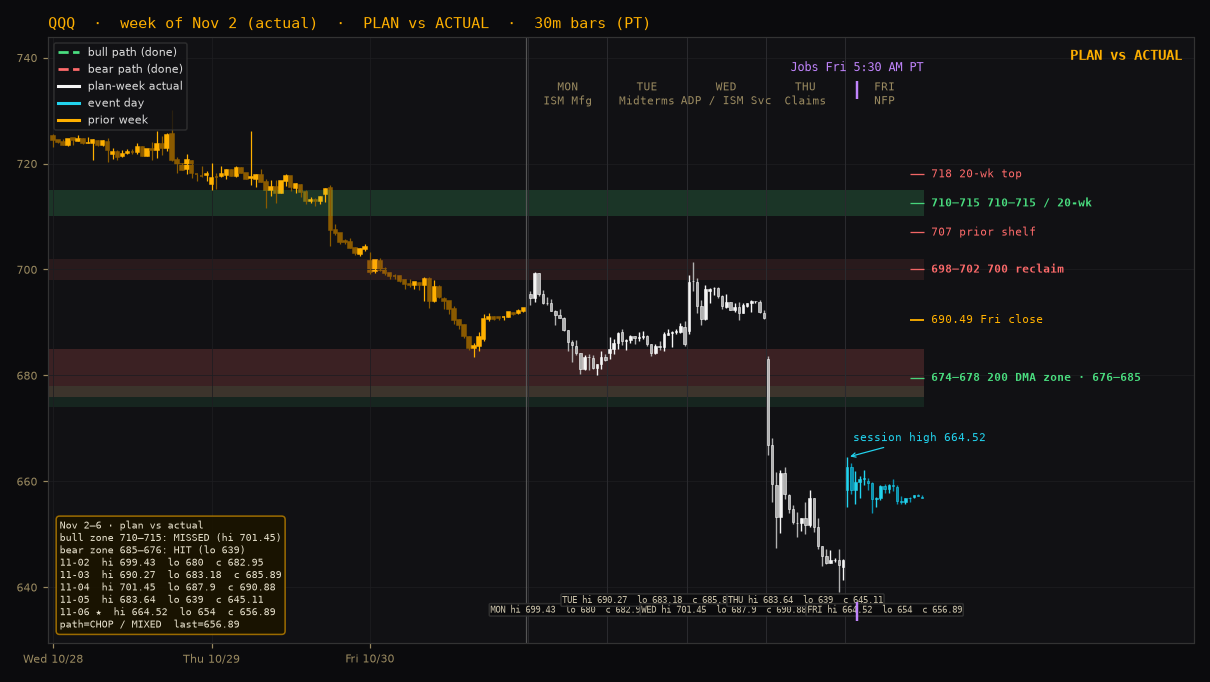 QQQ · week of Nov 2 (actual) · PLAN vs ACTUAL · 30m bars (PT)
740
720
700
680
660
640
bull path (done)
bear path (done)
plan-week actual
event day
prior week
PLAN vs ACTUAL
Jobs Fri 5:30 AM PT
MON
ISM Mfg
TUE
Midterms
WED
ADP / ISM Svc
THU
Claims
FRI
NFP
718 20-wk top
710–715 710–715 / 20-wk
707 prior shelf
698–702 700 reclaim
690.49 Fri close
674–678 200 DMA zone · 676–685
session high 664.52
Nov 2–6 · plan vs actual
bull zone 710–715: MISSED (hi 701.45)
bear zone 685–676: HIT (lo 639)
11-02 hi 699.43 lo 680 c 682.95
11-03 hi 690.27 lo 683.18 c 685.89
11-04 hi 701.45 lo 687.9 c 690.88
11-05 hi 683.64 lo 639 c 645.11
11-06 ★ hi 664.52 lo 654 c 656.89
path=CHOP / MIXED last=656.89
TUE hi 690.27 lo 683.18 c 685.8
THU hi 683.64 lo 639 c 645.11
MON hi 699.43 lo 680 c 682.9
WED hi 701.45 lo 687.9 c 690.88
FRI hi 664.52 lo 654 c 656.89
Wed 10/28
Thu 10/29
Fri 10/30